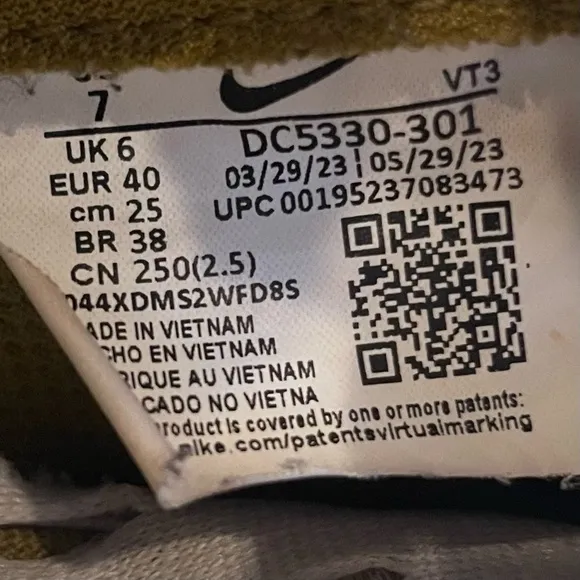 7
VT3
UK 6
DC5330-301
EUR 40
03/29/23 | 05/29/23
cm 25
UPC 00195237083473
BR 38
CN 250(2.5)
044XDMS2WFD8S
ADE IN VIETNAM
CHO EN VIETNAM
RIQUE AU VIETNAM
CADO NO VIETNA
roduct is covered by one or more patents:
nike.com/patentsvirtualmarking